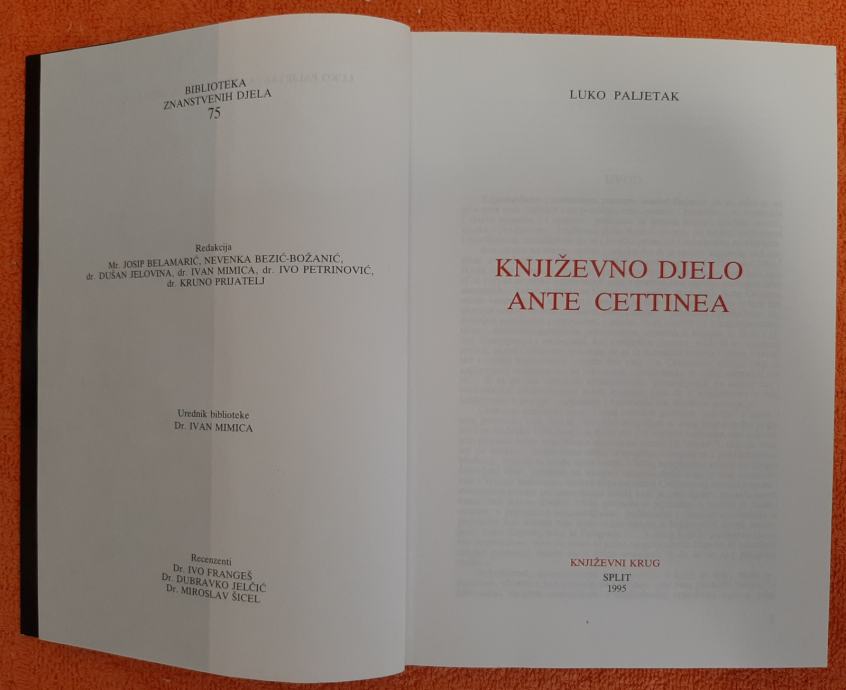 BIBLIOTEKA
ZNANSTVENIH DJELA
75
Redakcija
Mr. JOSIP BELAMARIĆ, NEVENKA BEZIĆ-BOŽANIĆ,
dr. DUŠAN JELOVINA, dr. IVAN MIMICA, dr. IVO PETRINOVIĆ,
dr. KRUNO PRIJATELJ
Urednik biblioteke
Dr. IVAN MIMICA
Recenzenti
Dr. IVO FRANGEŠ
Dr. DUBRAVKO JELČIĆ
Dr. MIROSLAV ŠICEL
LUKO PALJETAK
KNJIŽEVNO DJELO
ANTE CETTINEA
KNJIŽEVNI KRUG
SPLIT
1995